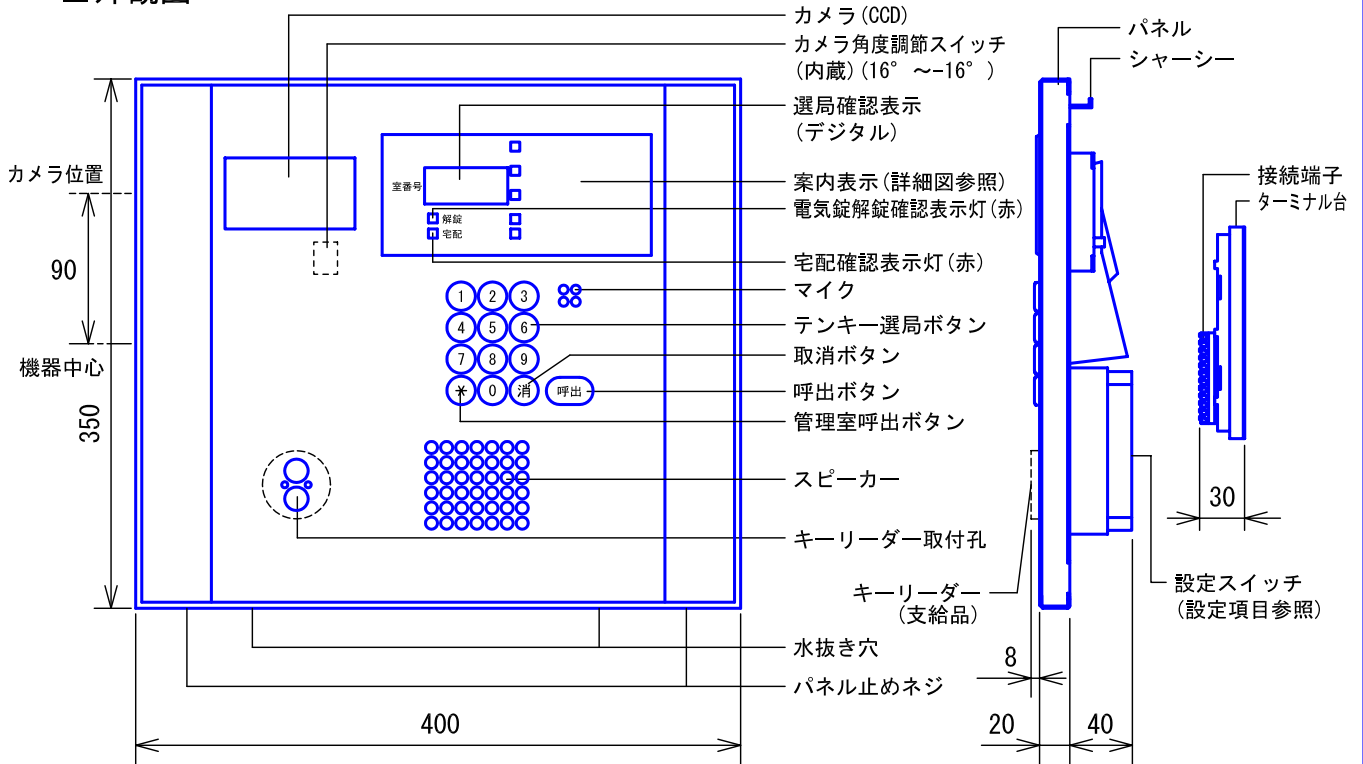 カメラ(CCD)
カメラ角度調節スイッチ
(内蔵)(16°~-16°)
選局確認表示
(デジタル)
案内表示(詳細図参照)
電気錠解錠確認表示灯(赤)
宅配確認表示灯(赤)
マイク
テンキー選局ボタン
取消ボタン
呼出ボタン
管理室呼出ボタン
スピーカー
キーリーダー取付孔
水抜き穴
パネル止めネジ
カメラ位置
90
機器中心
350
400
室番号
解錠
宅配
1 2 3
4 5 6
7 8 9
* 0 消 呼出
パネル
シャーシー
接続端子
ターミナル台
30
キーリーダー
(支給品)
設定スイッチ
(設定項目参照)
8
20
40